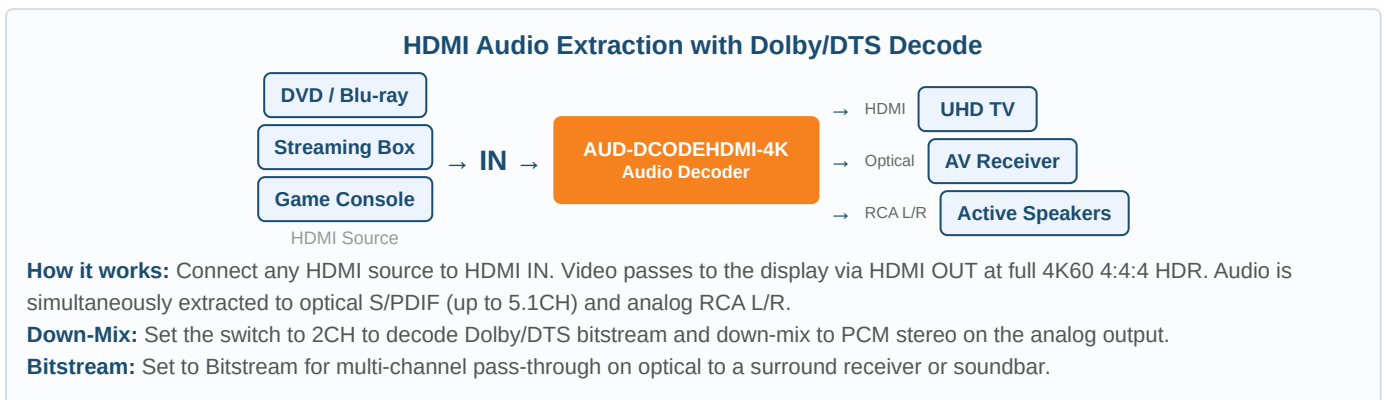 HDMI Audio Extraction with Dolby/DTS Decode
DVD / Blu-ray
Streaming Box
Game Console
HDMI Source
→ IN →
AUD-DCODEHDMI-4K
Audio Decoder
→ HDMI UHD TV
→ Optical AV Receiver
→ RCA L/R Active Speakers
How it works: Connect any HDMI source to HDMI IN. Video passes to the display via HDMI OUT at full 4K60 4:4:4 HDR. Audio is
simultaneously extracted to optical S/PDIF (up to 5.1CH) and analog RCA L/R.
Down-Mix: Set the switch to 2CH to decode Dolby/DTS bitstream and down-mix to PCM stereo on the analog output.
Bitstream: Set to Bitstream for multi-channel pass-through on optical to a surround receiver or soundbar.